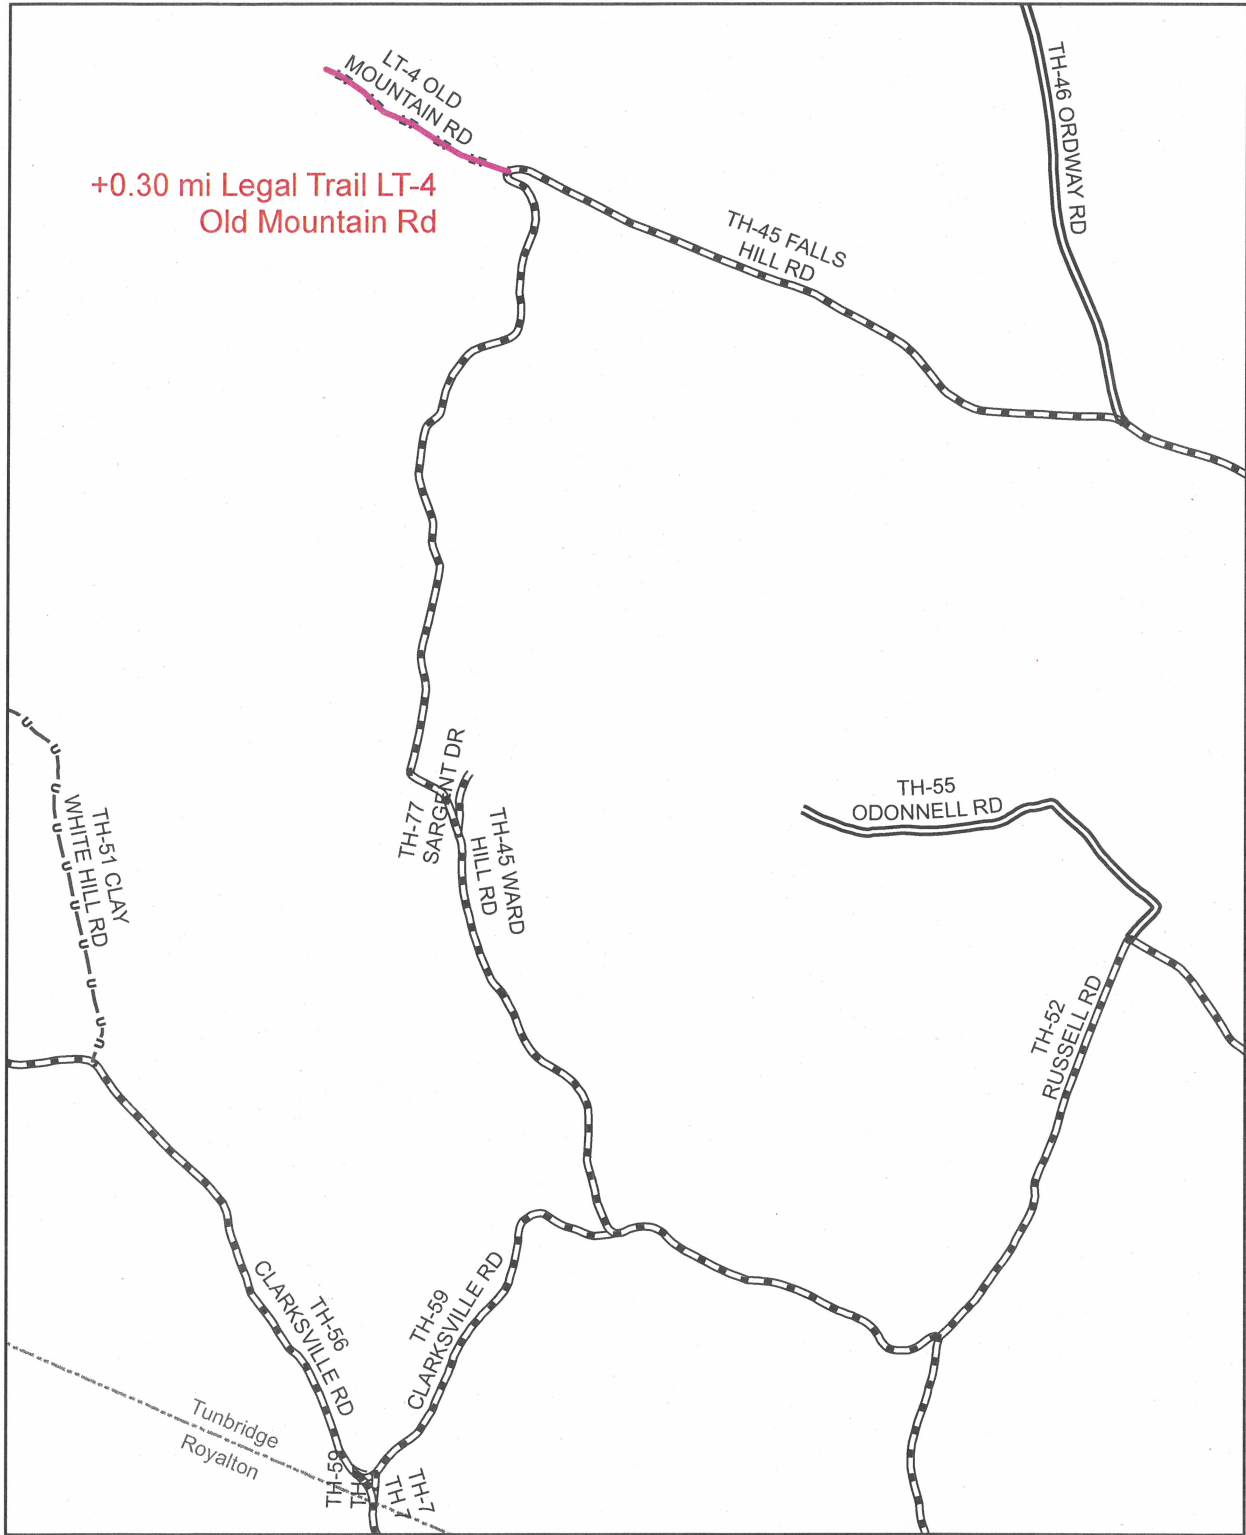 LT-4 OLD
MOUNTAIN RD
+0.30 mi Legal Trail LT-4
Old Mountain Rd
TH-46 ORDWAY RD
TH-45 FALLS
HILL RD
TH-77
SARGENT DR
TH-45 WARD
HILL RD
TH-55
ODONNELL RD
TH-51 CLAY
WHITE HILL RD
TH-52
RUSSELL RD
TH-56
CLARKSVILLE RD
TH-59
CLARKSVILLE RD
Tunbridge
Royalton
TH-59
TH-7
TH-7